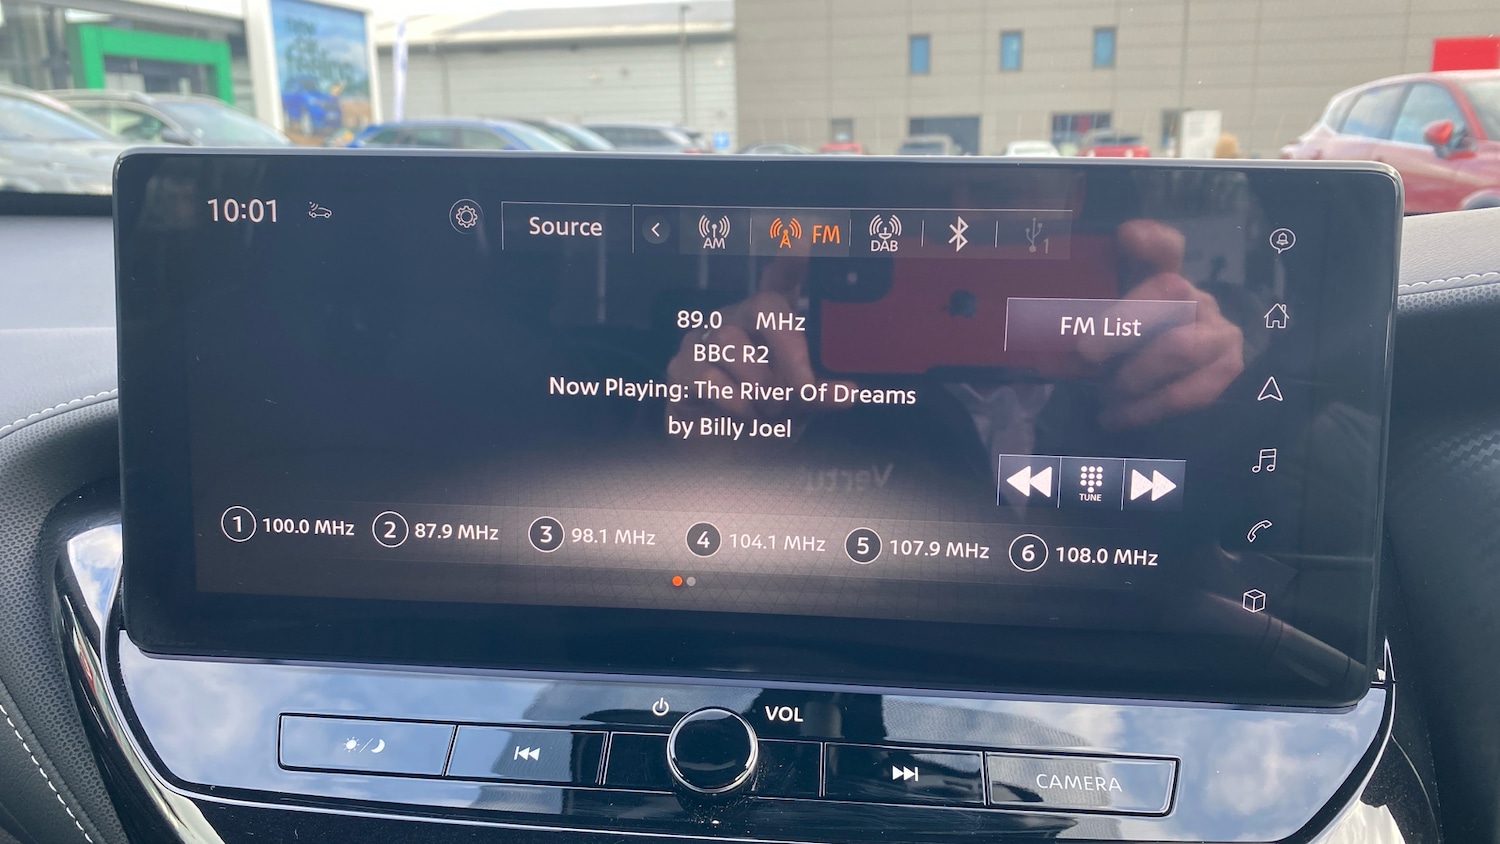 10:01
Source
AM
FM
DAB
1
89.0 MHz
FM List
BBC R2
Now Playing: The River Of Dreams
by Billy Joel
TUNE
1 100.0 MHz
2 87.9 MHz
3 98.1 MHz
4 104.1 MHz
5 107.9 MHz
6 108.0 MHz
VOL
CAMERA